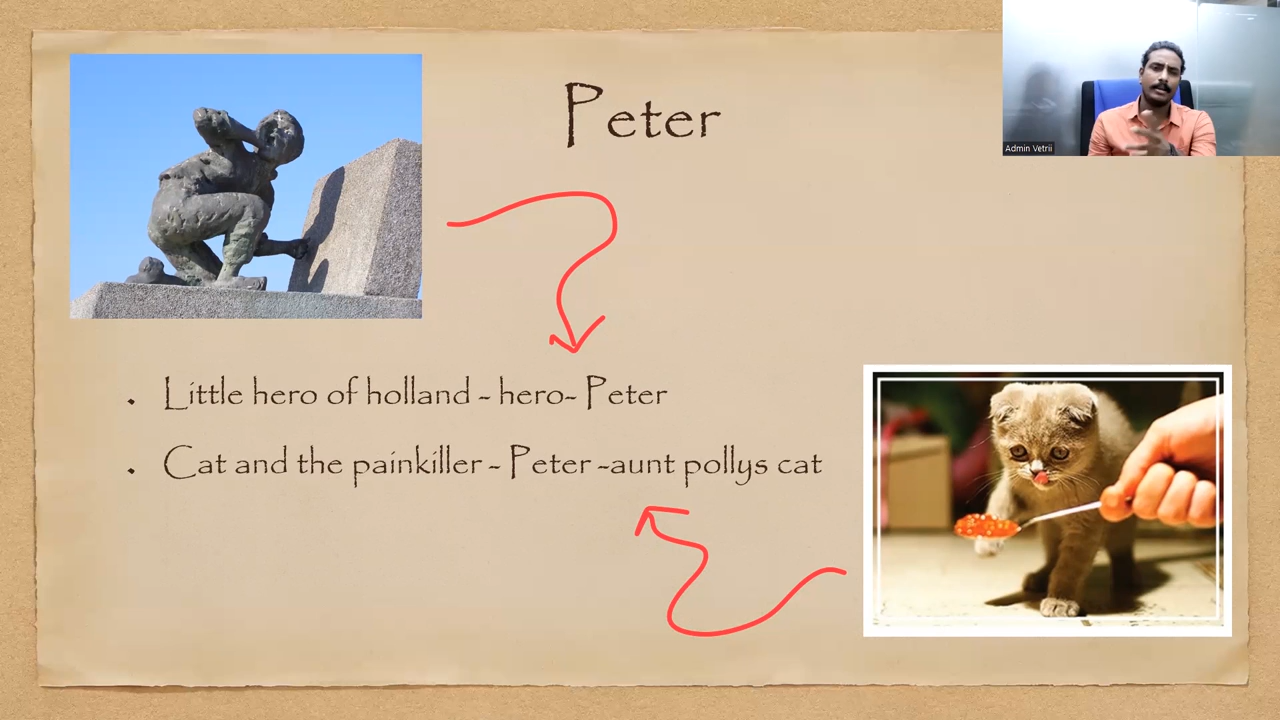 Peter
Admin Vetrii
. Little hero of holland - hero- Peter
. Cat and the painkiller - Peter -aunt pollys cat